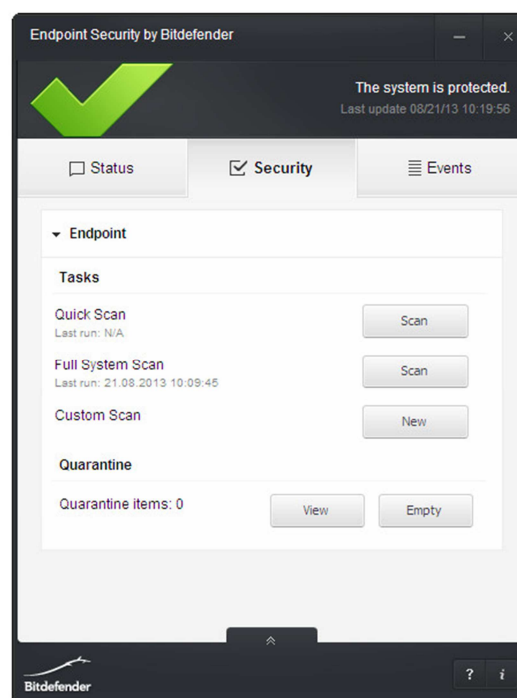 Endpoint Security by Bitdefender
The system is protected.
Last update 08/21/13 10:19:56
Status
Security
Events
Endpoint
Tasks
Quick Scan
Scan
Last run: N/A
Full System Scan
Scan
Last run: 21.08.2013 10:09:45
Custom Scan
New
Quarantine
Quarantine items: 0
View
Empty
Bitdefender
? i